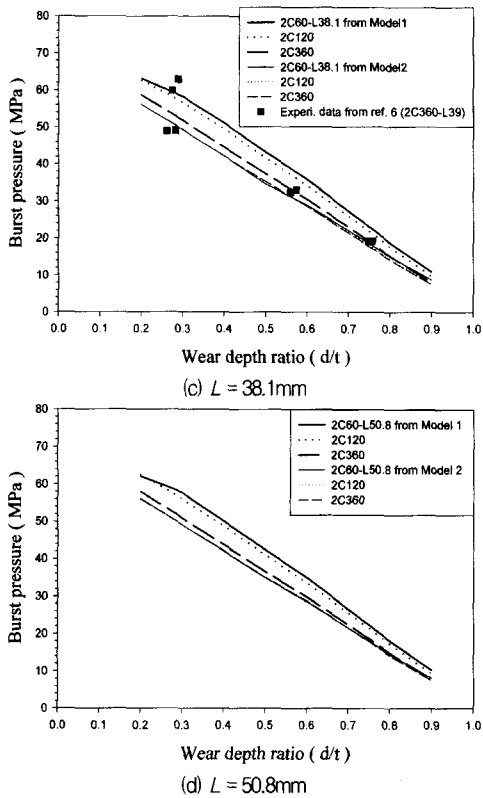 80
70
60
50
40
30
20
10
0
Burst pressure ( MPa )
2C60-L38.1 from Model1
2C120
2C360
2C60-L38.1 from Model2
2C120
2C360
Experi. data from ref. 6 (2C360-L39)
0.0 0.1 0.2 0.3 0.4 0.5 0.6 0.7 0.8 0.9 1.0
Wear depth ratio ( d/t )
(c) L = 38.1mm
80
70
60
50
40
30
20
10
0
Burst pressure ( MPa )
2C60-L50.8 from Model 1
2C120
2C360
2C60-L50.8 from Model 2
2C120
2C360
0.0 0.1 0.2 0.3 0.4 0.5 0.6 0.7 0.8 0.9 1.0
Wear depth ratio ( d/t )
(d) L = 50.8mm